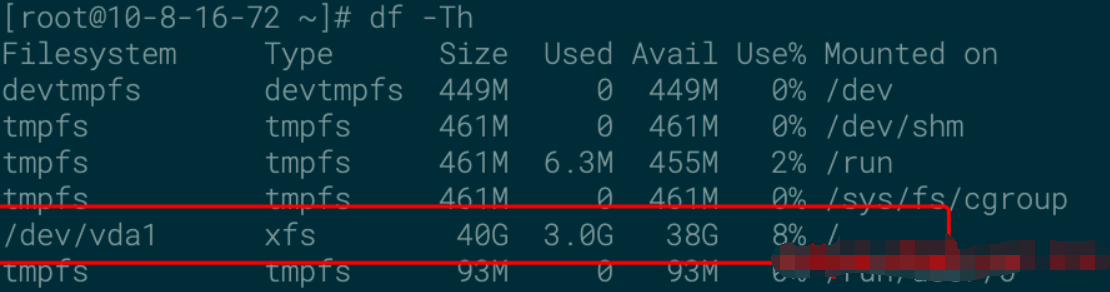 [root@10-8-16-72 ~]# df -Th
Filesystem Type Size Used Avail Use% Mounted on
devtmpfs devtmpfs 449M 0 449M 0% /dev
tmpfs tmpfs 461M 0 461M 0% /dev/shm
tmpfs tmpfs 461M 6.3M 455M 2% /run
tmpfs tmpfs 461M 0 461M 0% /sys/fs/cgroup
/dev/vda1 xfs 40G 3.0G 38G 8% /
tmpfs tmpfs 93M 0 93M